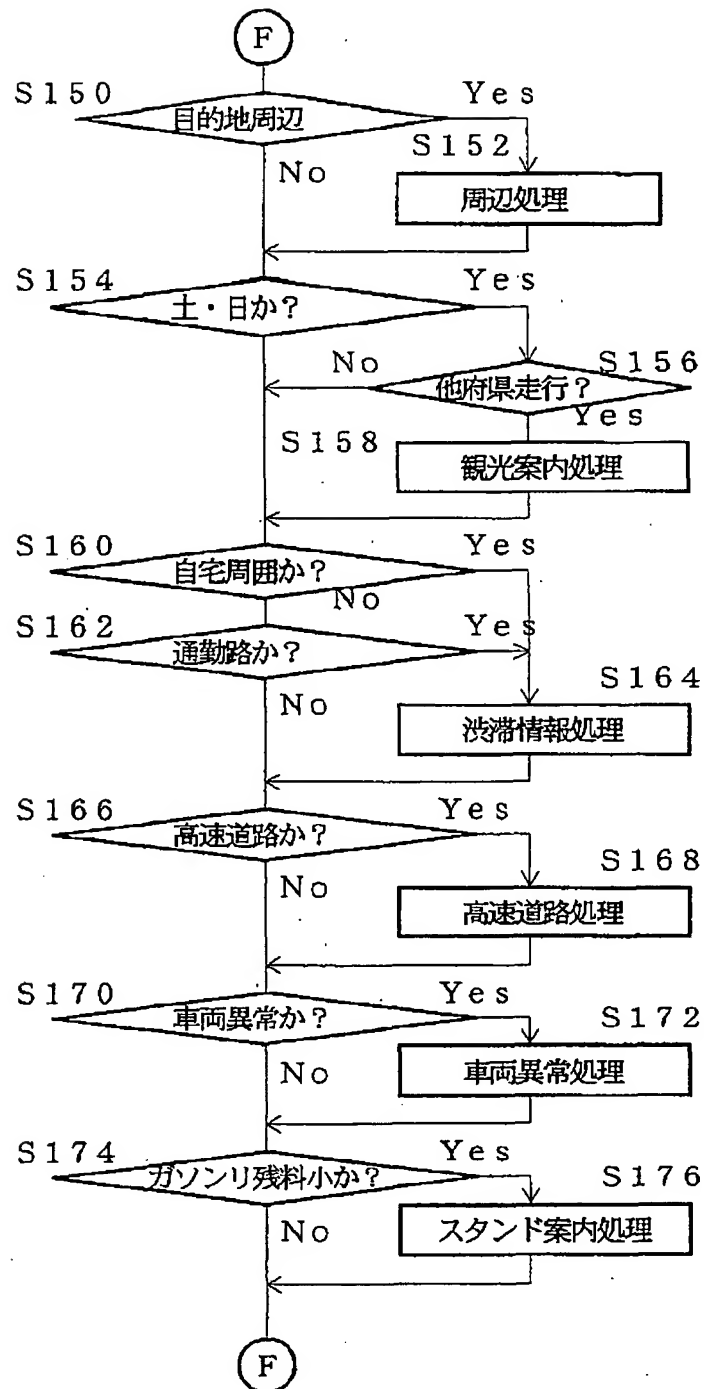 F
S150
Yes
目的地周辺
S152
No
周辺処理
S154
Yes
土・日か?
No
S156
他府県走行?
Yes
S158
観光案内処理
S160
Yes
自宅周囲か?
No
S162
Yes
通勤路か?
S164
No
渋滞情報処理
S166
Yes
高速道路か?
S168
No
高速道路処理
S170
Yes
車両異常か?
S172
No
車両異常処理
S174
Yes
ガソンリ残料小か?
S176
No
スタンド案内処理
F